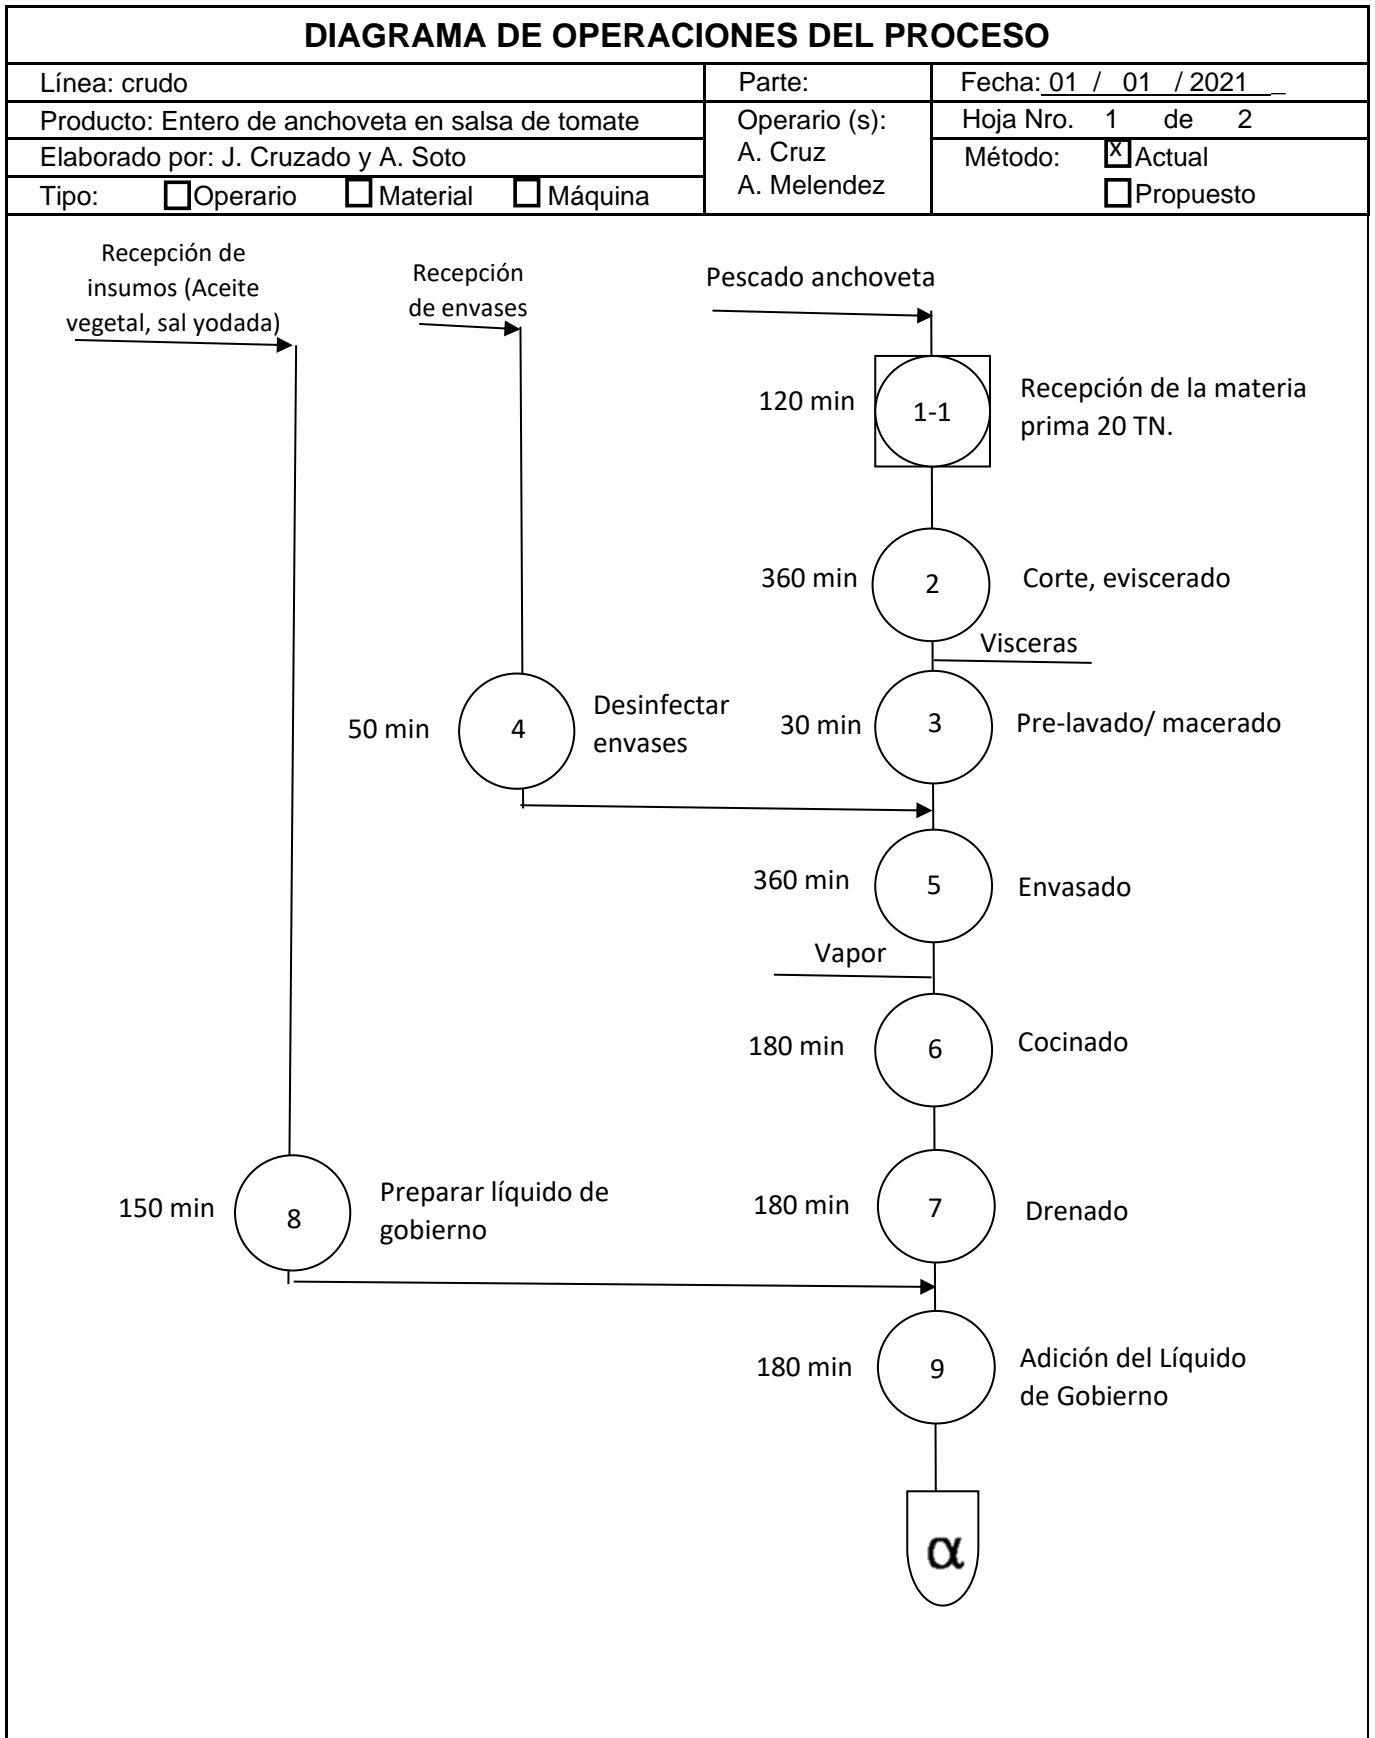 DIAGRAMA DE OPERACIONES DEL PROCESO
Línea: crudo
Parte:
Fecha: 01 / 01 / 2021 _
Producto: Entero de anchoveta en salsa de tomate
Operario (s):
A. Cruz
A. Melendez
Hoja Nro. 1 de 2
Elaborado por: J. Cruzado y A. Soto
Método: x Actual
Propuesto
Tipo: Operario Material Máquina
Recepción de
insumos (Aceite
vegetal, sal yodada)
Recepción
de envases
Pescado anchoveta
120 min
1-1
Recepción de la materia
prima 20 TN.
360 min
2
Corte, eviscerado
Visceras
50 min
4
Desinfectar
envases
30 min
3
Pre-lavado/ macerado
360 min
5
Envasado
Vapor
180 min
6
Cocinado
150 min
8
Preparar líquido de
gobierno
180 min
7
Drenado
180 min
9
Adición del Líquido
de Gobierno
α